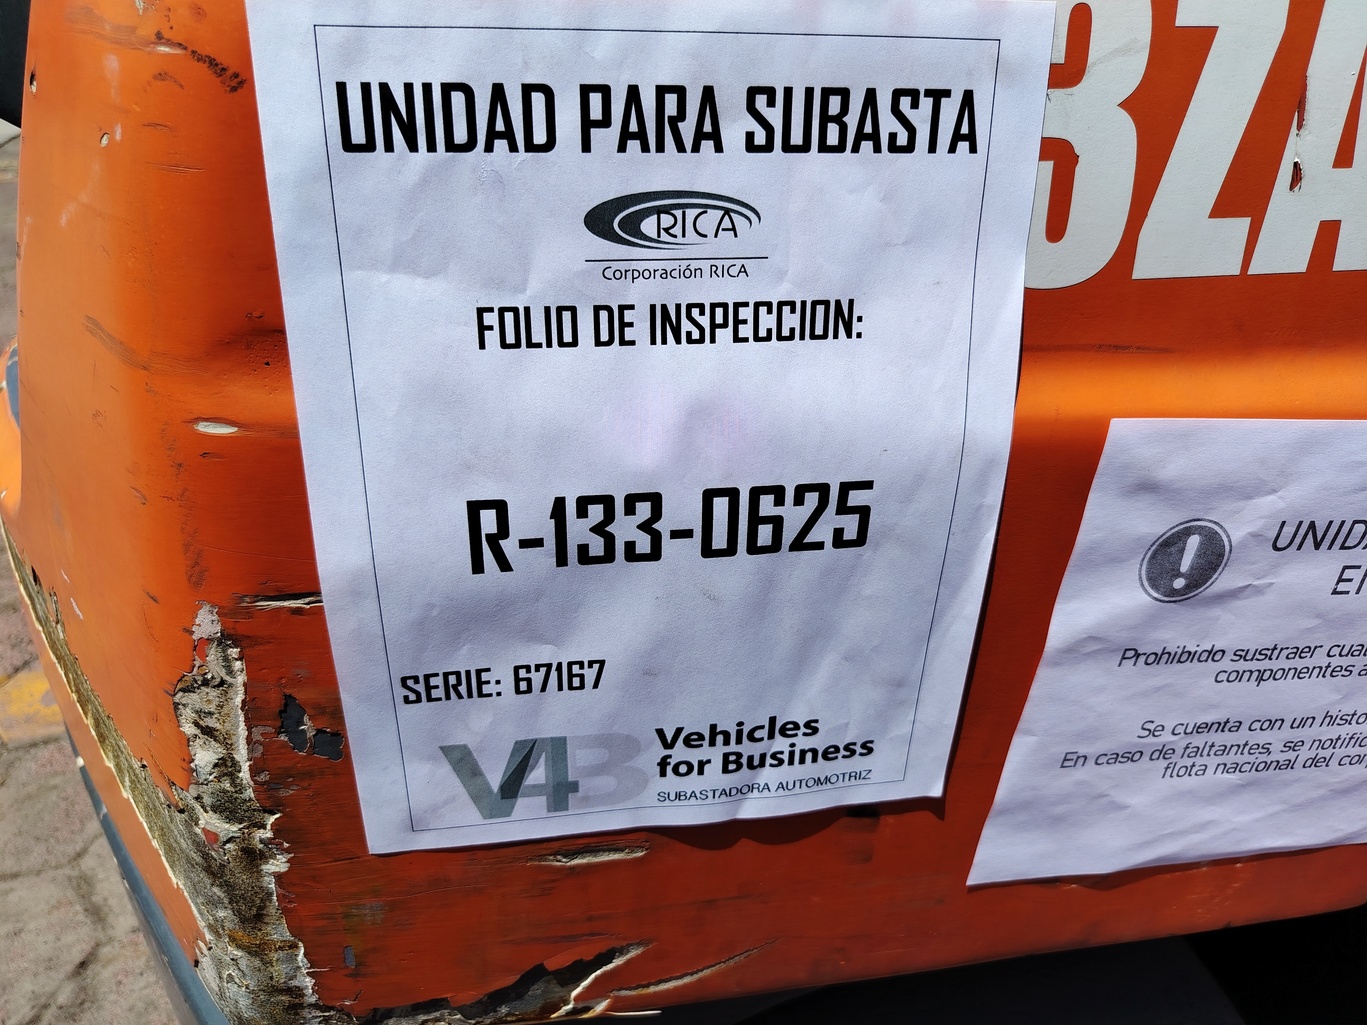 UNIDAD PARA SUBASTA
RICA
Corporación RICA
FOLIO DE INSPECCION:
R-133-0625
SERIE: 67167
V4B
Vehicles
for Business
SUBASTADORA AUTOMOTRIZ
BZA
!
Prohibido sustraer
componentes
Se cuenta con un
En caso de faltantes, se
flota nacional del